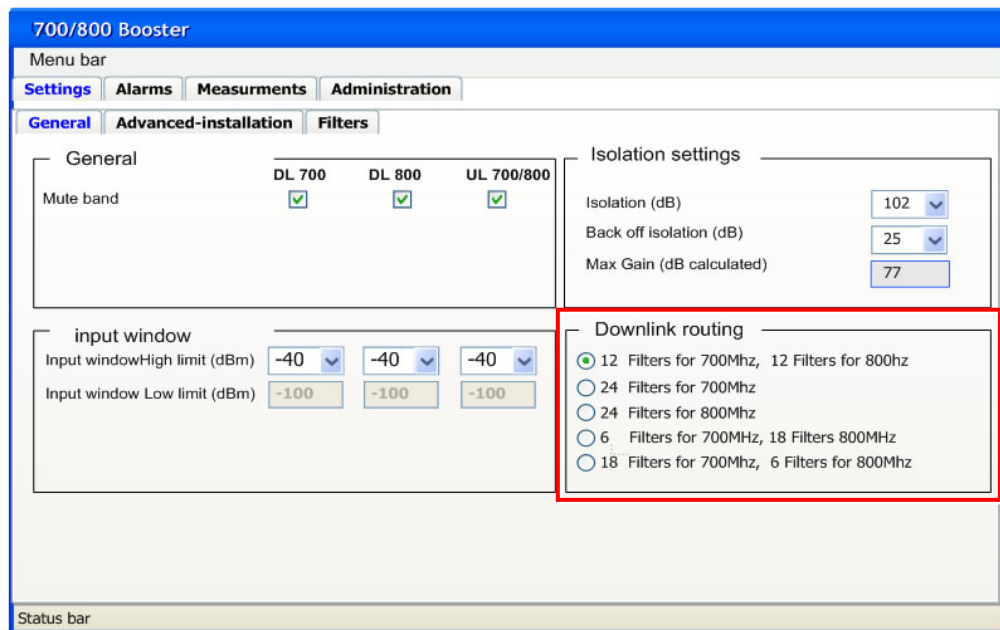 700/800 Booster
Menu bar
Settings Alarms Measurments Administration
General Advanced-installation Filters
General
DL 700 DL 800 UL 700/800
Mute band
Isolation settings
Isolation (dB) 102
Back off isolation (dB) 25
Max Gain (dB calculated) 77
input window
Input windowHigh limit (dBm) -40 -40 -40
Input window Low limit (dBm) -100 -100 -100
Downlink routing
12 Filters for 700Mhz, 12 Filters for 800hz
24 Filters for 700Mhz
24 Filters for 800Mhz
6 Filters for 700MHz, 18 Filters 800MHz
18 Filters for 700Mhz, 6 Filters for 800Mhz
Status bar